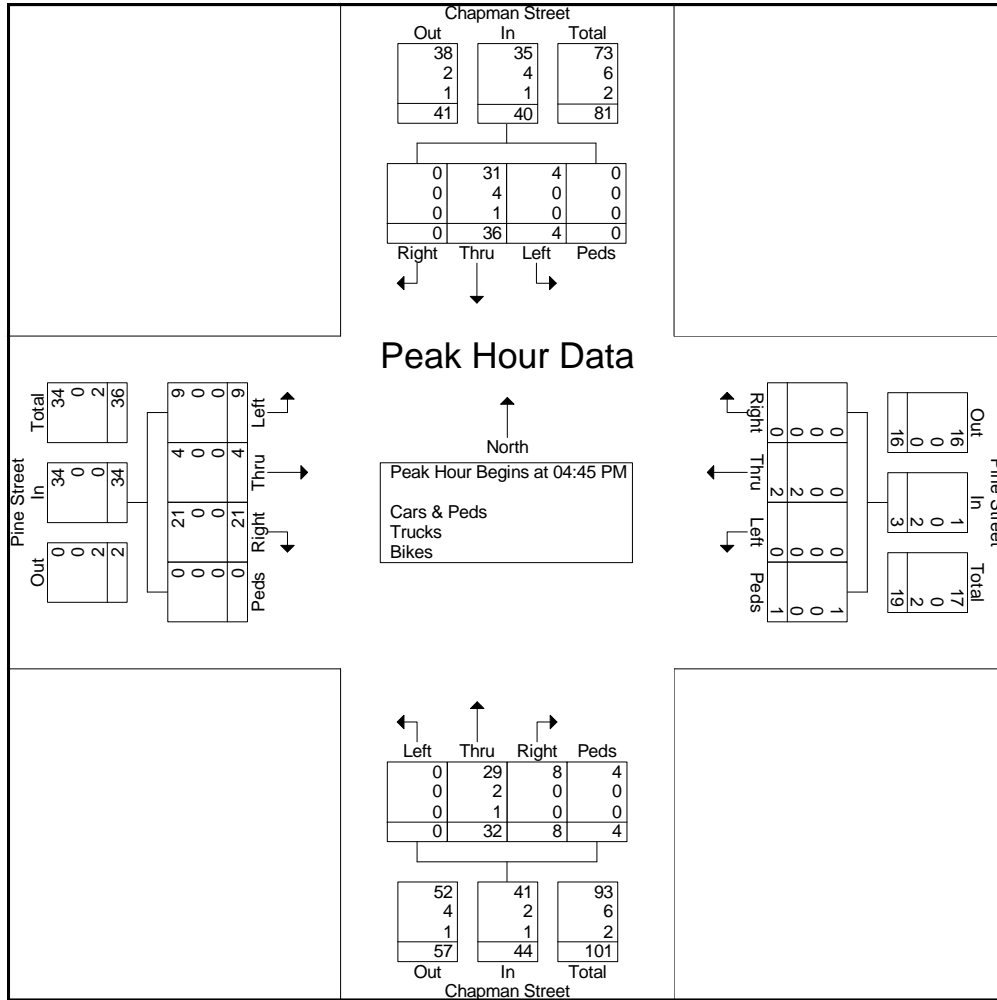 Chapman Street
Out In Total
38 35 73
2 4 6
1 1 2
41 40 81
0 31 4 0
0 4 0 0
0 1 0 0
0 36 4 0
Right Thru Left Peds
Peak Hour Data
North
Peak Hour Begins at 04:45 PM
Cars & Peds
Trucks
Bikes
Pine Street
Out In Total
0 34 34
0 0 0
2 0 2
2 34 36
0 21 4 9
0 0 0 0
0 0 0 0
0 21 4 9
Peds Right Thru Left
Pine Street
Out In Total
16 1 17
0 0 0
0 2 2
16 3 19
0 0 0 1
0 0 0 0
0 2 0 0
0 2 0 1
Right Thru Left Peds
Left Thru Right Peds
0 29 8 4
0 2 0 0
0 1 0 0
0 32 8 4
52 41 93
4 2 6
1 1 2
57 44 101
Out In Total
Chapman Street